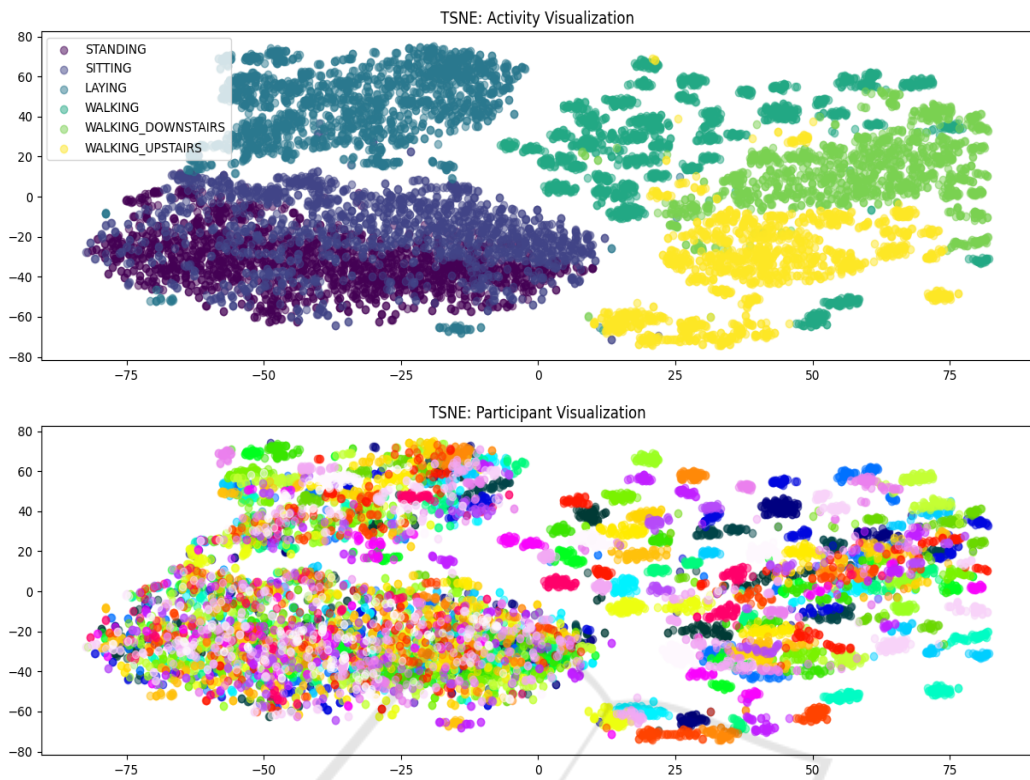 TSNE: Activity Visualization
80
60
40
20
0
−20
−40
−60
−80
STANDING
SITTING
LAYING
WALKING
WALKING_DOWNSTAIRS
WALKING_UPSTAIRS
−75 −50 −25 0 25 50 75
TSNE: Participant Visualization
80
60
40
20
0
−20
−40
−60
−80
−75 −50 −25 0 25 50 75